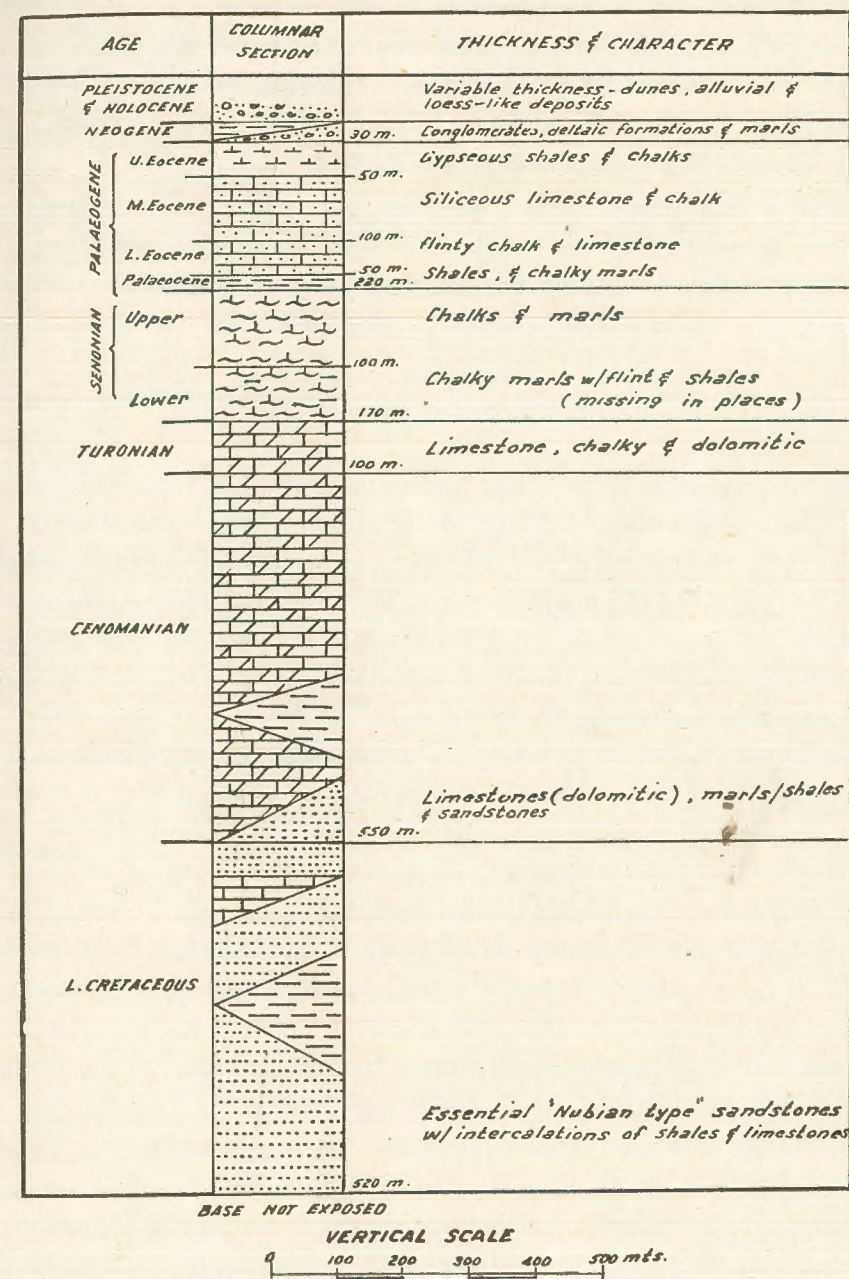 AGE
COLUMNAR SECTION
THICKNESS & CHARACTER
PLEISTOCENE & HOLOCENE
Variable thickness - dunes, alluvial &
loess-like deposits
NEOGENE
30 m.
Conglomerates, deltaic formations & marls
PALAEOGENE
U. Eocene
50 m.
Gypseous shales & chalks
M. Eocene
100 m.
Siliceous limestone & chalk
L. Eocene
50 m.
flinty chalk & limestone
Palaeocene
220 m.
Shales, & chalky marls
SENONIAN
Upper
100 m.
Chalks & marls
Lower
170 m.
Chalky marls w/flint & shales
(missing in places)
TURONIAN
100 m.
Limestone, chalky & dolomitic
CENOMANIAN
550 m.
Limestones (dolomitic), marls/shales
& sandstones
L. CRETACEOUS
520 m.
Essential "Nubian type" sandstones
w/ intercalations of shales & limestones
BASE NOT EXPOSED
VERTICAL SCALE
0 100 200 300 400 500 mts.